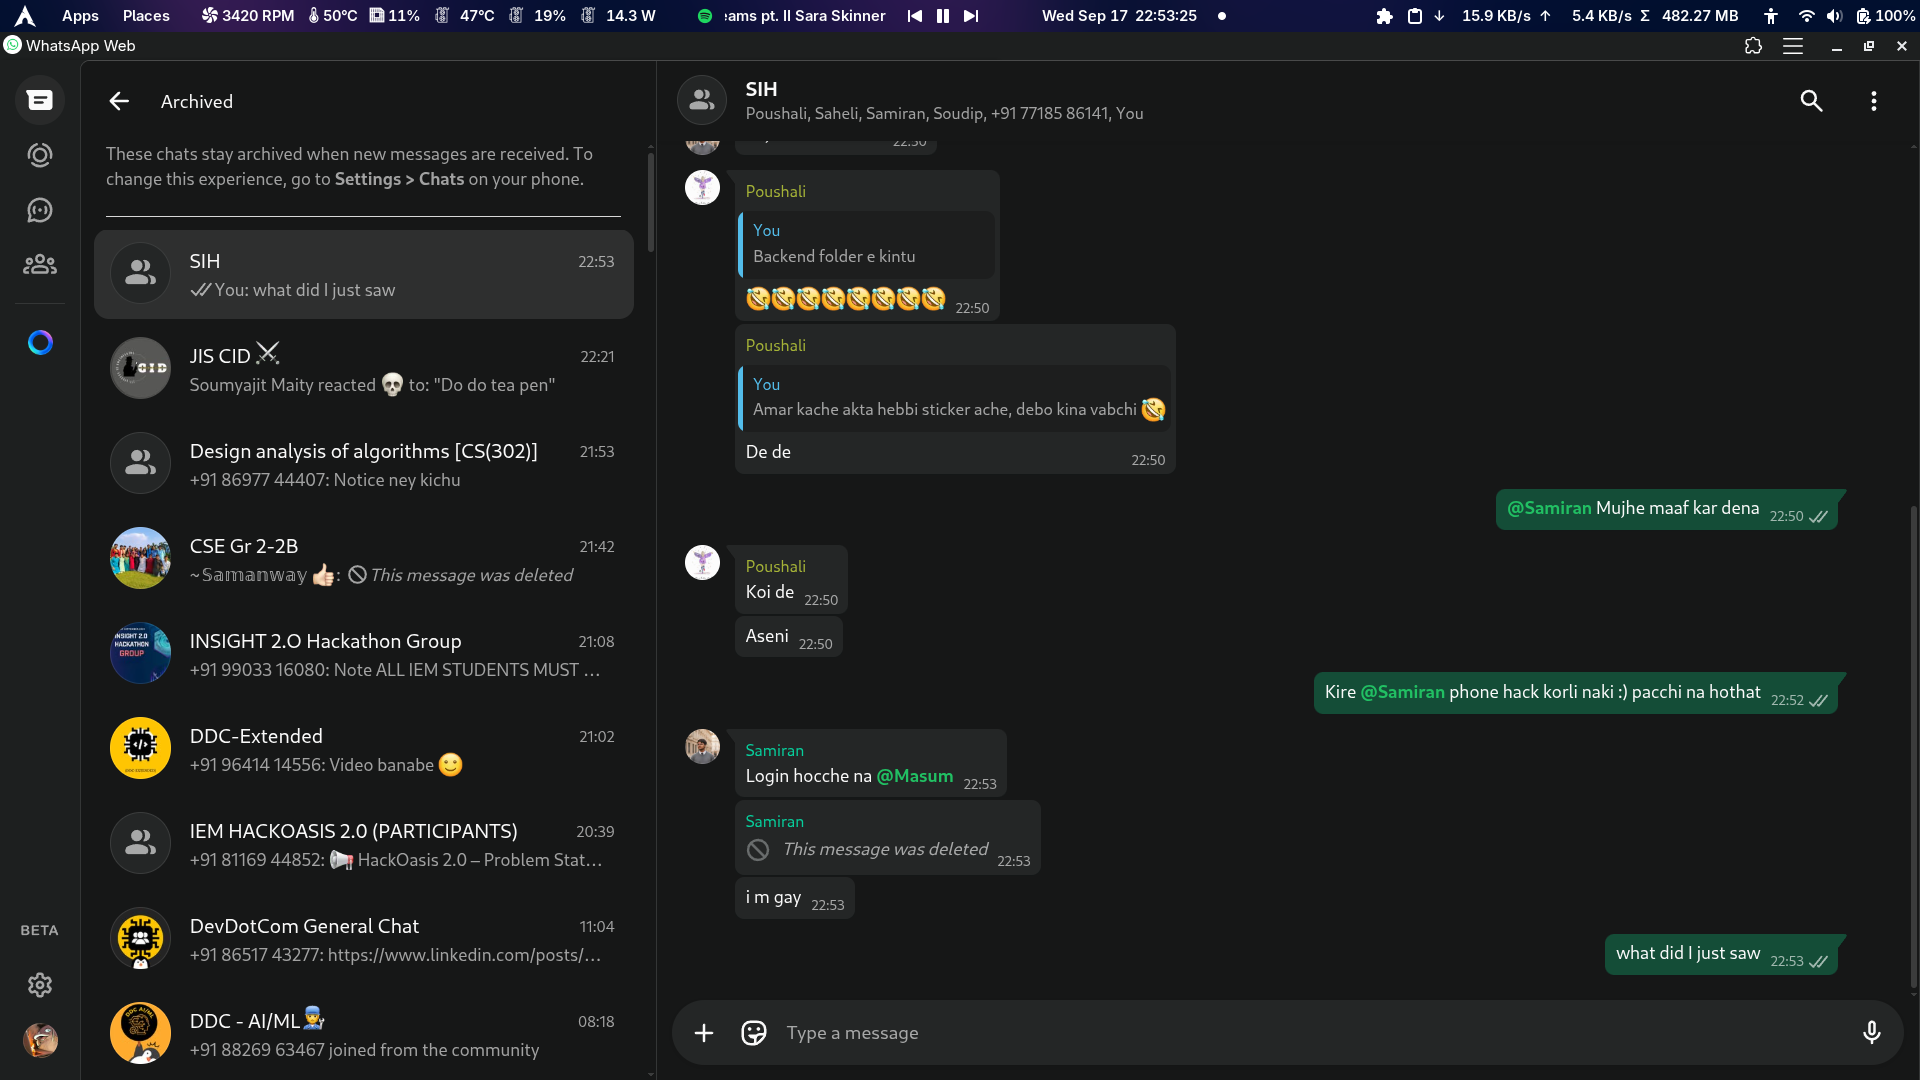 Apps Places 3420 RPM 50°C 11% 47°C 19% 14.3 W eams pt. II Sara Skinner Wed Sep 17 22:53:25 15.9 KB/s 5.4 KB/s Σ 482.27 MB 100%
WhatsApp Web
Archived
These chats stay archived when new messages are received. To
change this experience, go to Settings > Chats on your phone.
SIH 22:53
You: what did I just saw
JIS CID ⚔ 22:21
Soumyajit Maity reacted 💀 to: "Do do tea pen"
Design analysis of algorithms [CS(302)] 21:53
+91 86977 44407: Notice ney kichu
CSE Gr 2-2B 21:42
~𝕊𝕒𝕞𝕒𝕟𝕨𝕒𝕪 👍🏻: This message was deleted
INSIGHT 2.O Hackathon Group 21:08
+91 99033 16080: Note ALL IEM STUDENTS MUST …
DDC-Extended 21:02
+91 96414 14556: Video banabe 🙂
IEM HACKOASIS 2.0 (PARTICIPANTS) 20:39
+91 81169 44852: 📢 HackOasis 2.0 – Problem Stat…
DevDotCom General Chat 11:04
+91 86517 43277: https://www.linkedin.com/posts/…
DDC - AI/ML 08:18
+91 88269 63467 joined from the community
BETA
SIH
Poushali, Saheli, Samiran, Soudip, +91 77185 86141, You
22:50
Poushali
You
Backend folder e kintu
🤣🤣🤣🤣🤣🤣🤣🤣 22:50
Poushali
You
Amar kache akta hebbi sticker ache, debo kina vabchi 🤣
De de 22:50
@Samiran Mujhe maaf kar dena 22:50
Poushali
Koi de 22:50
Aseni 22:50
Kire @Samiran phone hack korli naki :) pacchi na hothat 22:52
Samiran
Login hocche na @Masum 22:53
Samiran
This message was deleted 22:53
i m gay 22:53
what did I just saw 22:53
Type a message